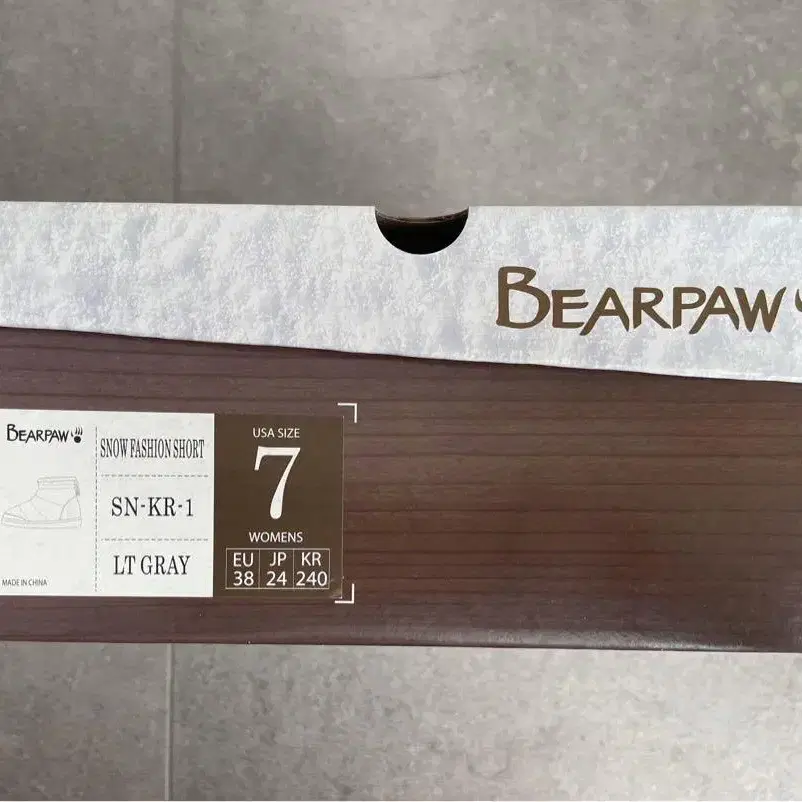 BEARPAW
BEARPAW
SNOW FASHION SHORT
SN-KR-1
LT GRAY
MADE IN CHINA
USA SIZE
7
WOMENS
EU JP KR
38 24 240